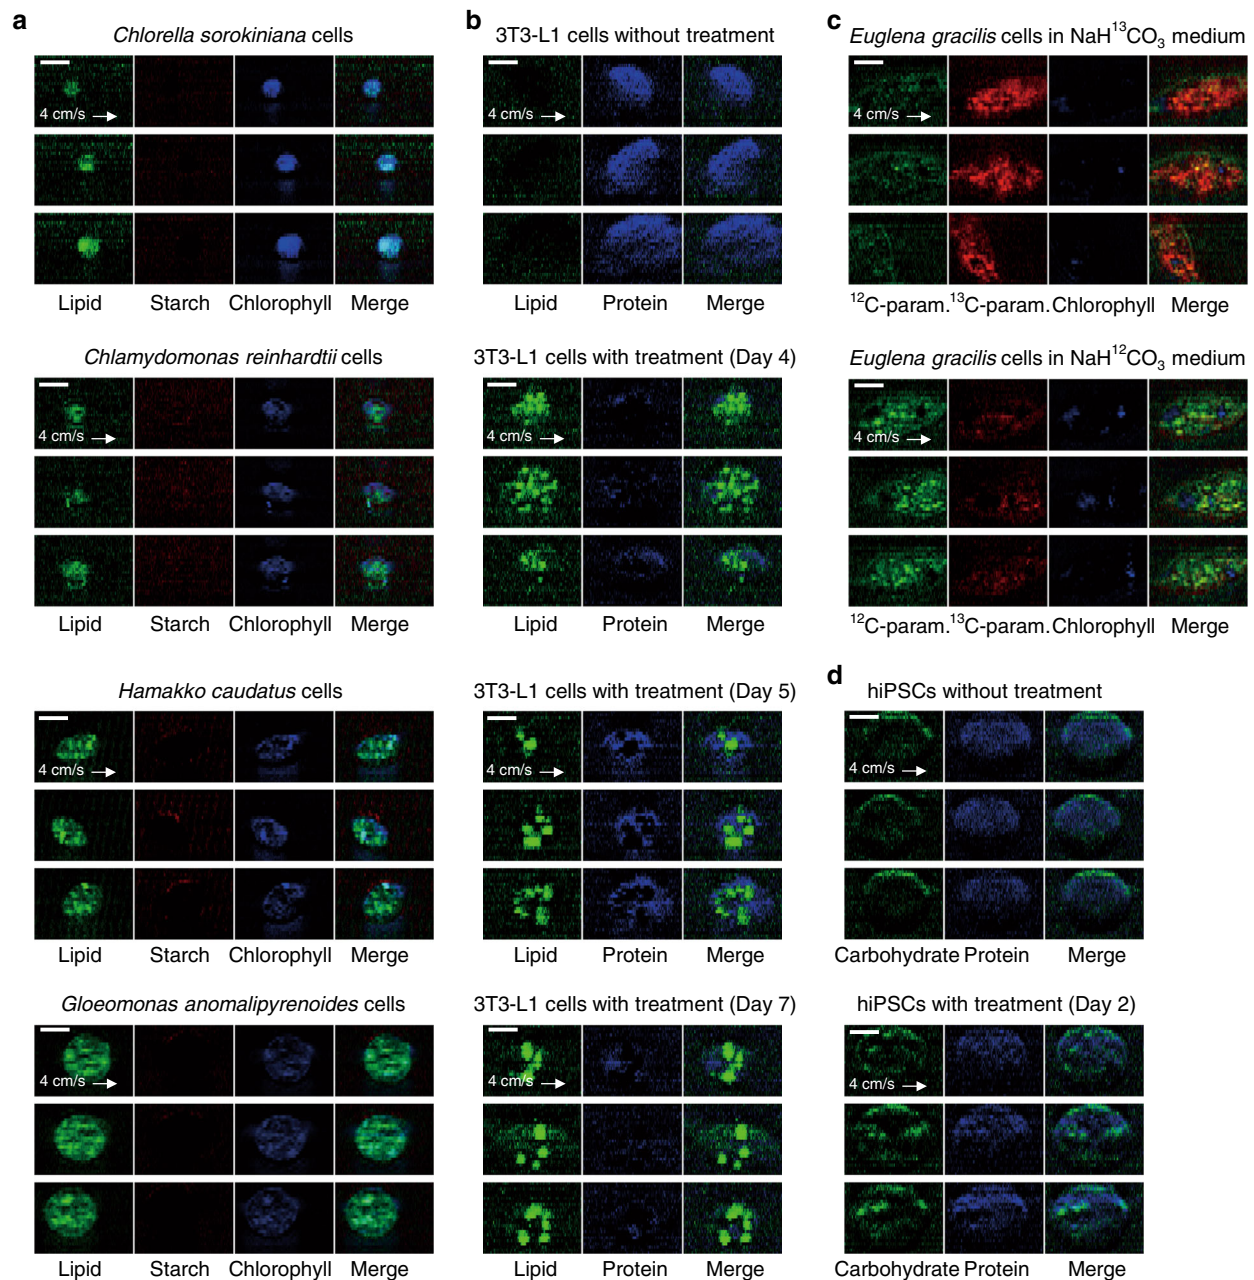 a
Chlorella sorokiniana cells
4 cm/s
Lipid Starch Chlorophyll Merge
Chlamydomonas reinhardtii cells
4 cm/s
Lipid Starch Chlorophyll Merge
Hamakko caudatus cells
4 cm/s
Lipid Starch Chlorophyll Merge
Gloeomonas anomalipyrenoides cells
4 cm/s
Lipid Starch Chlorophyll Merge
b
3T3-L1 cells without treatment
4 cm/s
Lipid Protein Merge
3T3-L1 cells with treatment (Day 4)
4 cm/s
Lipid Protein Merge
3T3-L1 cells with treatment (Day 5)
4 cm/s
Lipid Protein Merge
3T3-L1 cells with treatment (Day 7)
4 cm/s
Lipid Protein Merge
c
Euglena gracilis cells in NaH¹³CO₃ medium
4 cm/s
¹²C-param. ¹³C-param. Chlorophyll Merge
Euglena gracilis cells in NaH¹²CO₃ medium
4 cm/s
¹²C-param. ¹³C-param. Chlorophyll Merge
d
hiPSCs without treatment
4 cm/s
Carbohydrate Protein Merge
hiPSCs with treatment (Day 2)
4 cm/s
Carbohydrate Protein Merge